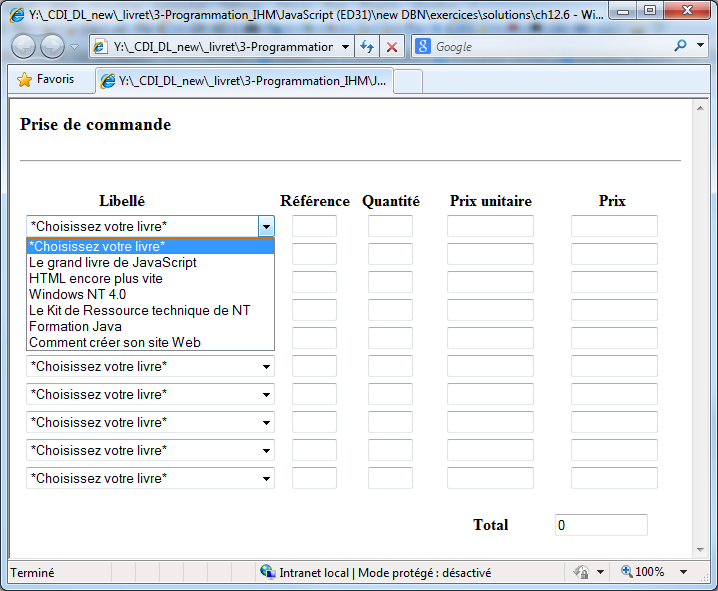 Y:\_CDI_DL_new\_livret\3-Programmation_IHM\JavaScript (ED31)\new DBN\exercices\solutions\ch12.6 - Wi...
Y:\_CDI_DL_new\_livret\3-Programmation
Google
Favoris
Y:\_CDI_DL_new\_livret\3-Programmation_IHM\J...
Prise de commande
Libellé Référence Quantité Prix unitaire Prix
*Choisissez votre livre*
*Choisissez votre livre*
Le grand livre de JavaScript
HTML encore plus vite
Windows NT 4.0
Le Kit de Ressource technique de NT
Formation Java
Comment créer son site Web
*Choisissez votre livre*
*Choisissez votre livre*
*Choisissez votre livre*
*Choisissez votre livre*
*Choisissez votre livre*
Total 0
Terminé Intranet local | Mode protégé : désactivé 100%